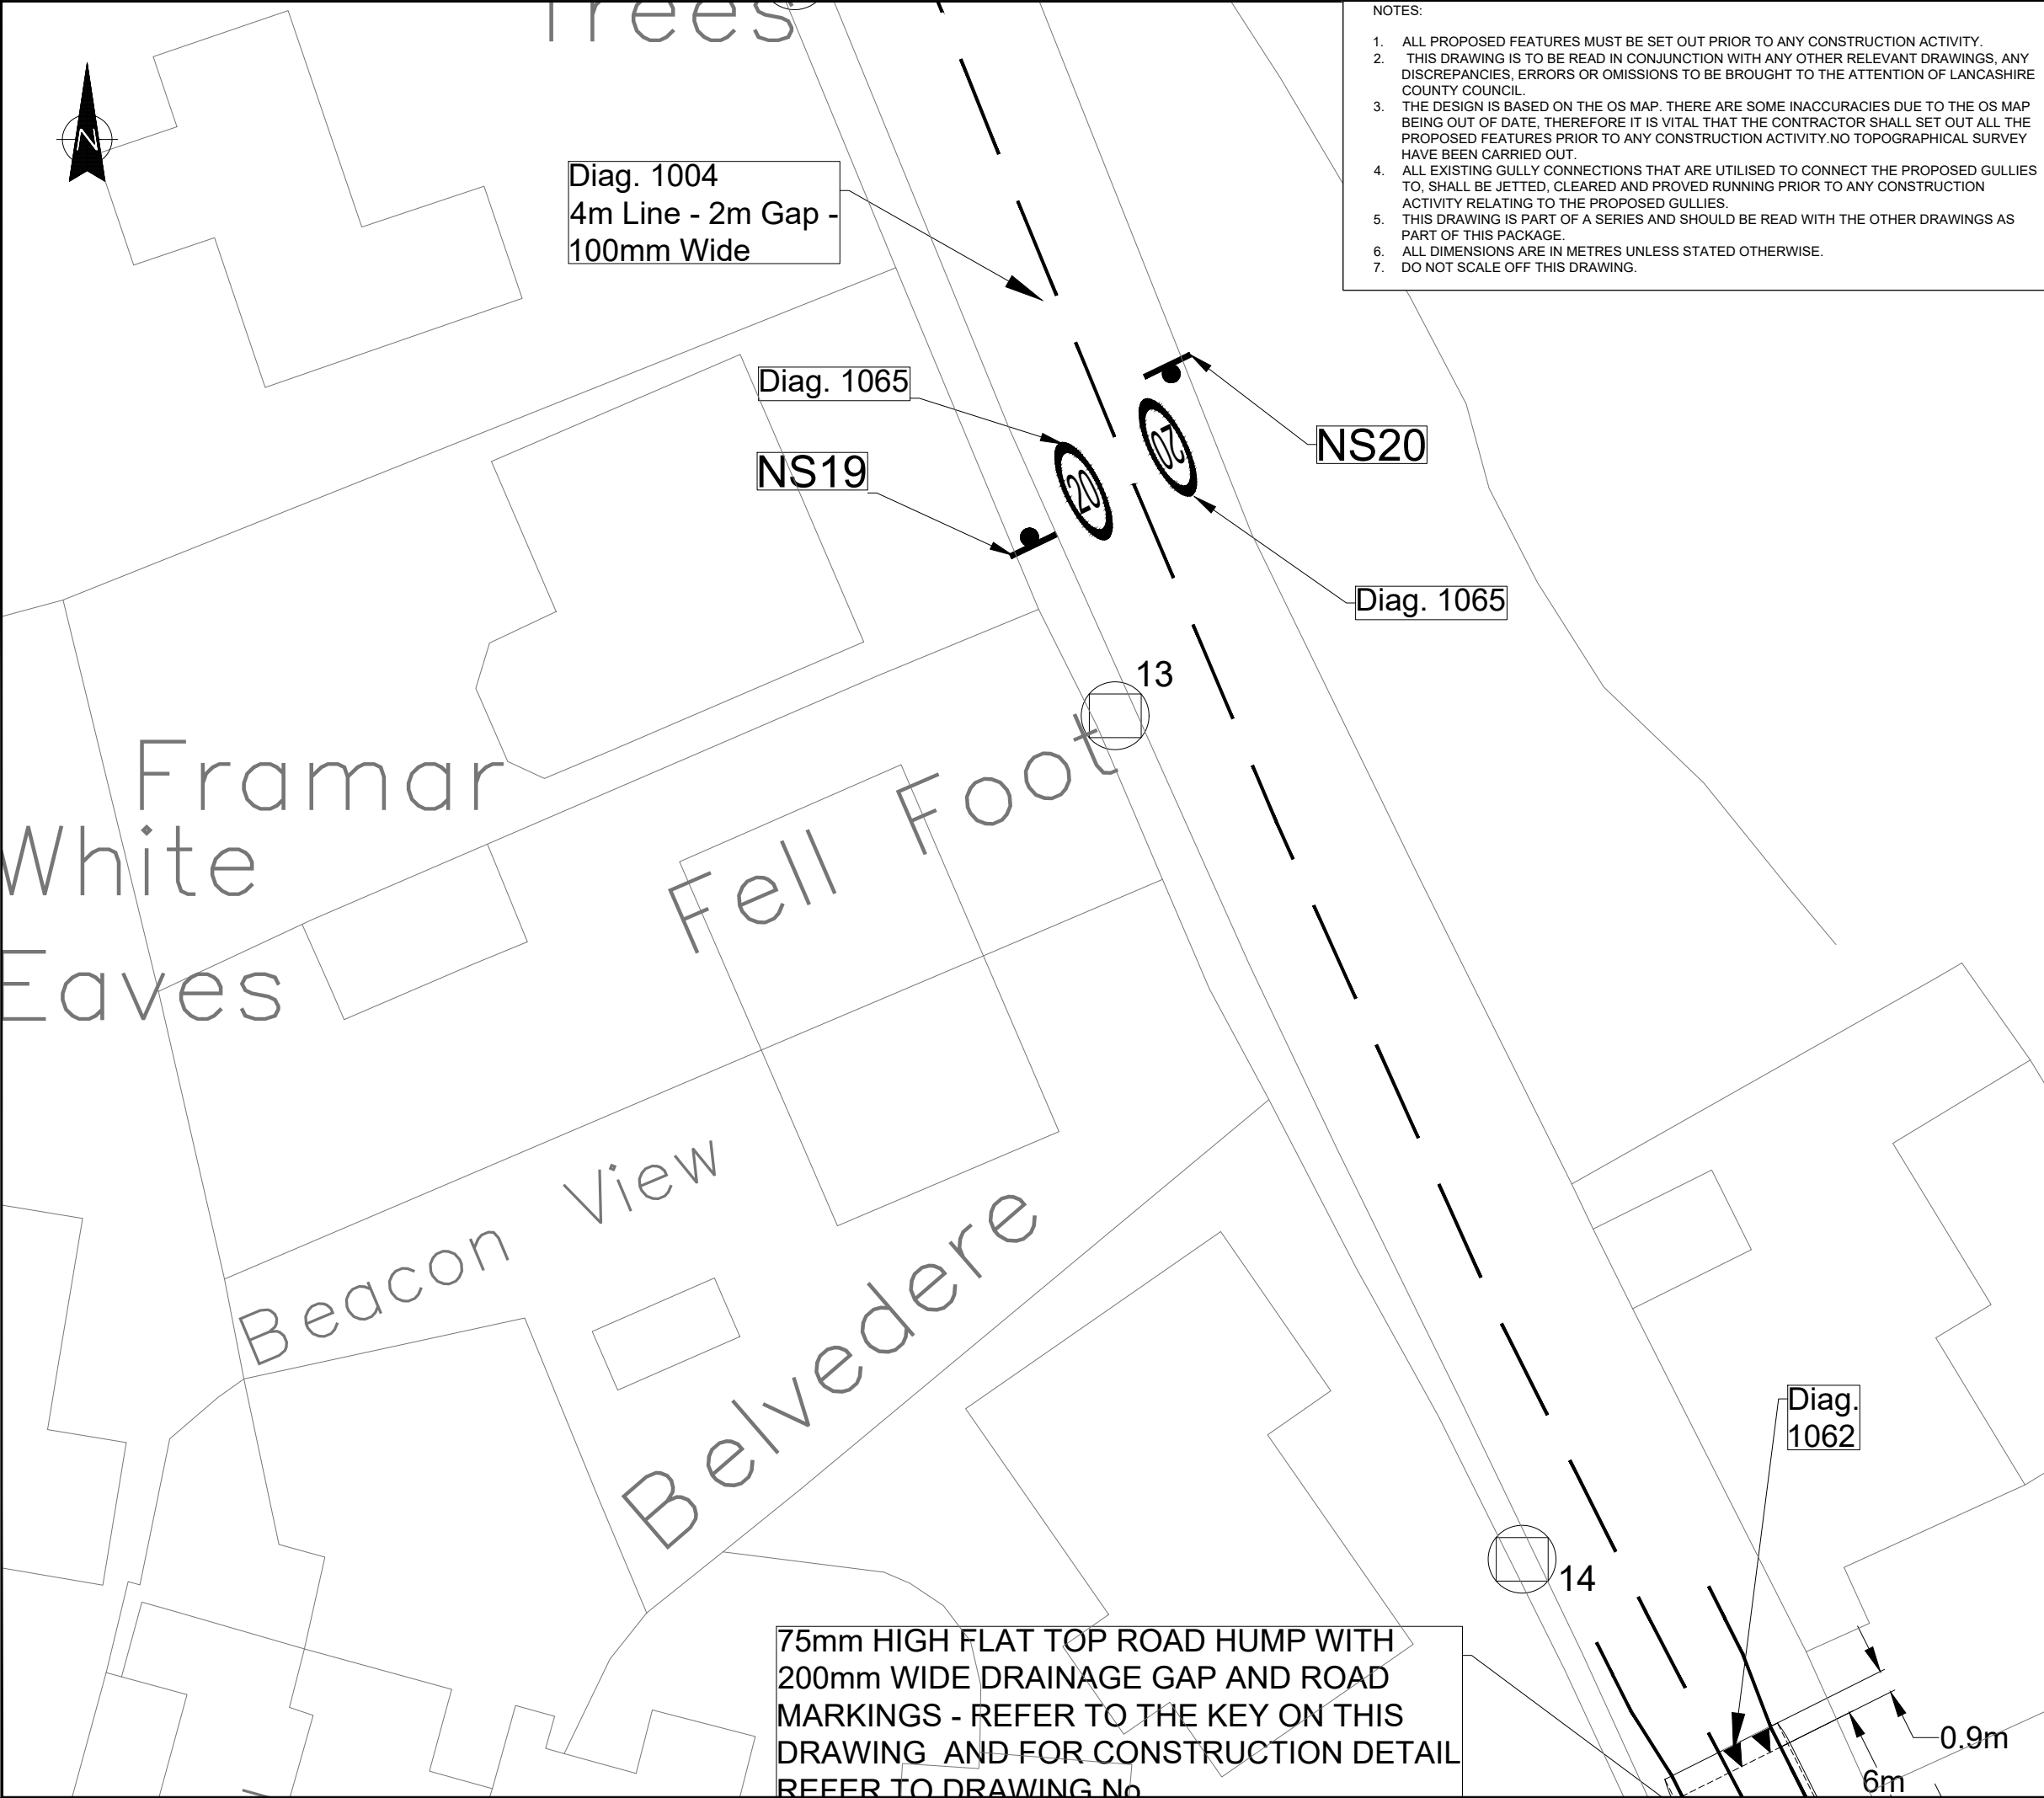 Trees
NOTES:
1. ALL PROPOSED FEATURES MUST BE SET OUT PRIOR TO ANY CONSTRUCTION ACTIVITY.
2. THIS DRAWING IS TO BE READ IN CONJUNCTION WITH ANY OTHER RELEVANT DRAWINGS, ANY
DISCREPANCIES, ERRORS OR OMISSIONS TO BE BROUGHT TO THE ATTENTION OF LANCASHIRE
COUNTY COUNCIL.
3. THE DESIGN IS BASED ON THE OS MAP. THERE ARE SOME INACCURACIES DUE TO THE OS MAP
BEING OUT OF DATE, THEREFORE IT IS VITAL THAT THE CONTRACTOR SHALL SET OUT ALL THE
PROPOSED FEATURES PRIOR TO ANY CONSTRUCTION ACTIVITY.NO TOPOGRAPHICAL SURVEY
HAVE BEEN CARRIED OUT.
4. ALL EXISTING GULLY CONNECTIONS THAT ARE UTILISED TO CONNECT THE PROPOSED GULLIES
TO, SHALL BE JETTED, CLEARED AND PROVED RUNNING PRIOR TO ANY CONSTRUCTION
ACTIVITY RELATING TO THE PROPOSED GULLIES.
5. THIS DRAWING IS PART OF A SERIES AND SHOULD BE READ WITH THE OTHER DRAWINGS AS
PART OF THIS PACKAGE.
6. ALL DIMENSIONS ARE IN METRES UNLESS STATED OTHERWISE.
7. DO NOT SCALE OFF THIS DRAWING.
N
Diag. 1004
4m Line - 2m Gap -
100mm Wide
Diag. 1065
NS19
20
20
NS20
Diag. 1065
13
Framar
White
Eaves
Fell Foot
Beacon View
Belvedere
Diag.
1062
14
75mm HIGH FLAT TOP ROAD HUMP WITH
200mm WIDE DRAINAGE GAP AND ROAD
MARKINGS - REFER TO THE KEY ON THIS
DRAWING AND FOR CONSTRUCTION DETAIL
REFER TO DRAWING No
0.9m
6m